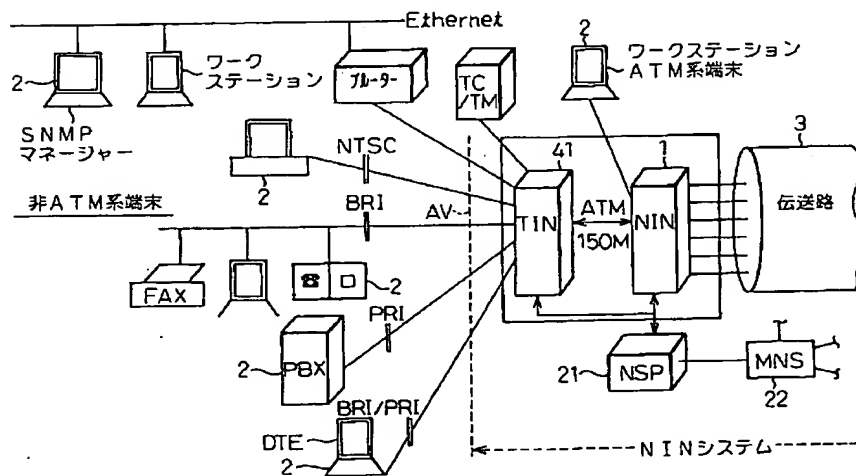 Ethernet
2
ワーク
ステーション
ブルーター
TC
/TM
2
ワークステーション
ATM系端末
SNMP
マネージャー
NTSC
2
41
1
3
非ATM系端末
BRI
AV
TIN
ATM
150M
NIN
伝送路
FAX
☎
2
PRI
2
PBX
21
NSP
MNS
22
BRI/PRI
DTE
2
NINシステム